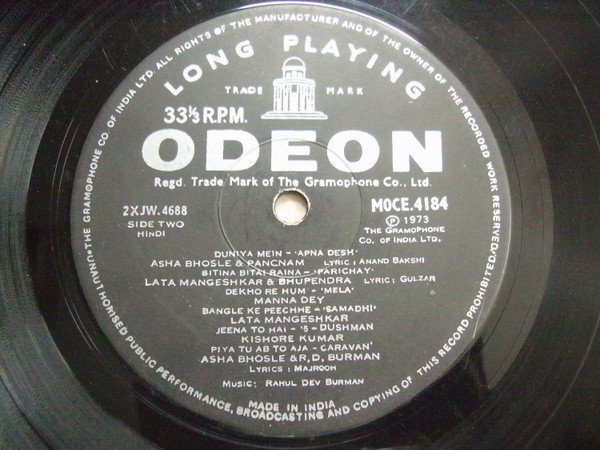 THE GRAMOPHONE CO. OF INDIA LTD. ALL RIGHTS OF THE MANUFACTURER AND OF THE OWNER OF THE RECORDED WORK RESERVED.
LONG PLAYING
TRADE MARK
33⅓ R.P.M.
ODEON
Regd. Trade Mark of The Gramophone Co., Ltd.
2XJW.4688
MOCE.4184
SIDE TWO
Ⓟ 1973
HINDI
THE GRAMOPHONE
CO. OF INDIA LTD.
DUNIYA MEIN - 'APNA DESH'
ASHA BHOSLE & PANCNAM LYRIC: ANAND BAKSHI
BITINA BITAI RAINA - 'PARICHAY'
LATA MANGESHKAR & BHUPENDRA LYRIC: GULZAR
DEKHO RE HUM - 'MELA'
MANNA DEY
BANGLE KE PEECHHE - 'SAMADHI'
LATA MANGESHKAR
JEENA TO HAI - '5 - DUSHMAN
KISHORE KUMAR
PIYA TU AB TO AJA - CARAVAN'
ASHA BHOSLE & R, D. BURMAN
LYRICS: MAJROOH
MUSIC: RAHUL DEV BURMAN
MADE IN INDIA
UNAUTHORISED PUBLIC PERFORMANCE, BROADCASTING AND COPYING OF THIS RECORD PROHIBITED